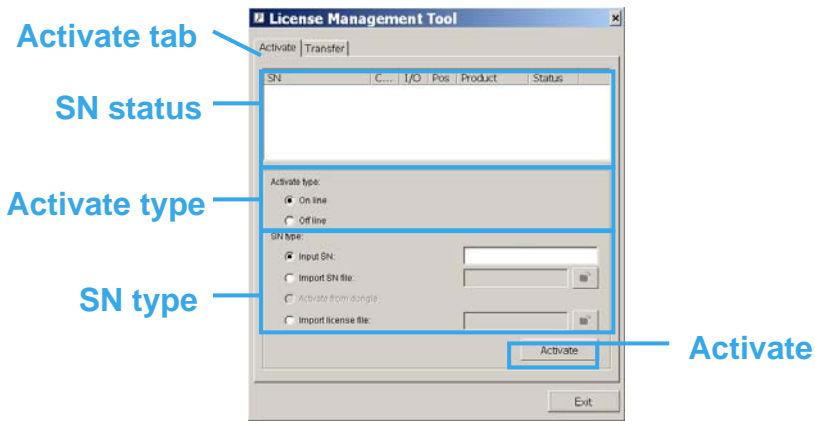 License Management Tool
Activate tab
Activate Transfer
SN C... I/O Pos Product Status
SN status
Activate type:
On line
Off line
Activate type
SN type:
Input SN:
Import SN file:
Activate from dongle
Import license file:
SN type
Activate
Activate
Exit